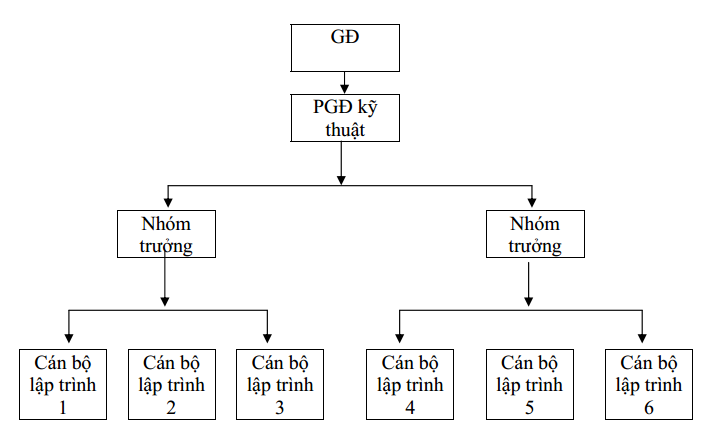 GĐ
PGĐ kỹ
thuật
Nhóm
trưởng
Nhóm
trưởng
Cán bộ
lập trình
1
Cán bộ
lập trình
2
Cán bộ
lập trình
3
Cán bộ
lập trình
4
Cán bộ
lập trình
5
Cán bộ
lập trình
6